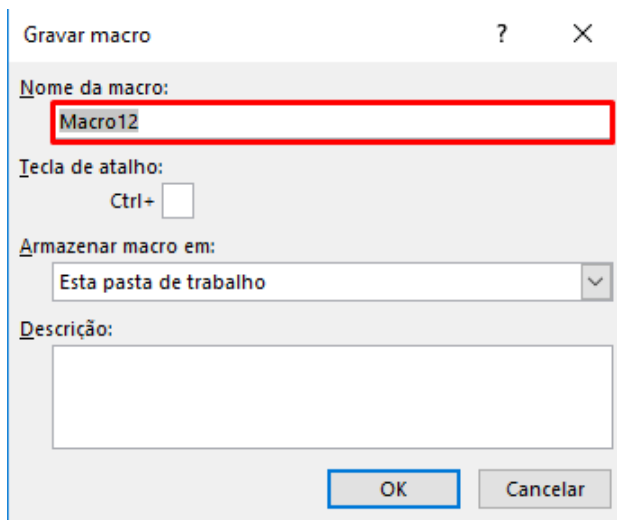 Gravar macro ?
Nome da macro:
Macro12
Tecla de atalho:
Ctrl+
Armazenar macro em:
Esta pasta de trabalho
Descrição:
OK Cancelar